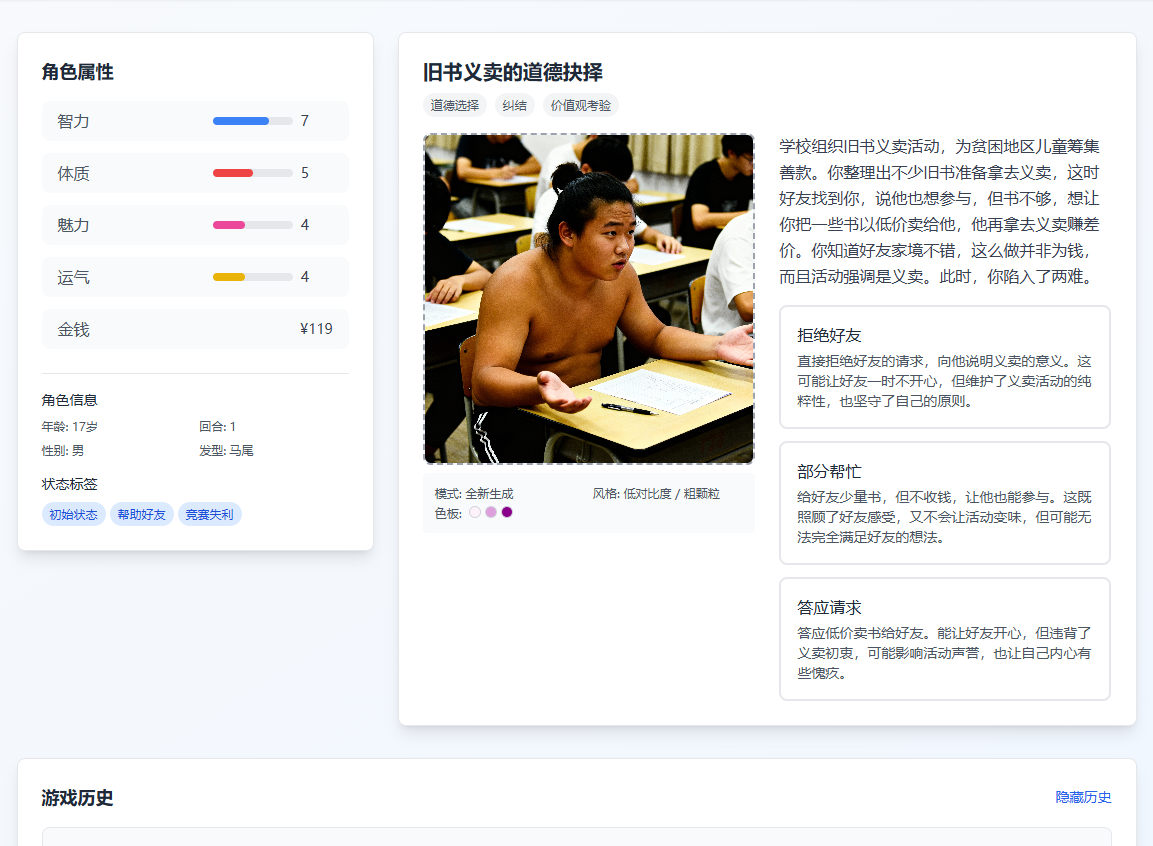 角色属性
智力 7
体质 5
魅力 4
运气 4
金钱 ¥119
角色信息
年龄: 17岁 回合: 1
性别: 男 发型: 马尾
状态标签
初始状态 帮助好友 竞赛失利
旧书义卖的道德抉择
道德选择 纠结 价值观考验
模式: 全新生成 风格: 低对比度 / 粗颗粒
色板:
学校组织旧书义卖活动，为贫困地区儿童筹集
善款。你整理出不少旧书准备拿去义卖，这时
好友找到你，说他也想参与，但书不够，想让
你把一些书以低价卖给他，他再拿去义卖赚差
价。你知道好友家境不错，这么做并非为钱，
而且活动强调是义卖。此时，你陷入了两难。
拒绝好友
直接拒绝好友的请求，向他说明义卖的意义。这
可能让好友一时不开心，但维护了义卖活动的纯
粹性，也坚守了自己的原则。
部分帮忙
给好友少量书，但不收钱，让他也能参与。这既
照顾了好友感受，又不会让活动变味，但可能无
法完全满足好友的想法。
答应请求
答应低价卖书给好友。能让好友开心，但违背了
义卖初衷，可能影响活动声誉，也让自己内心有
些愧疚。
游戏历史 隐藏历史